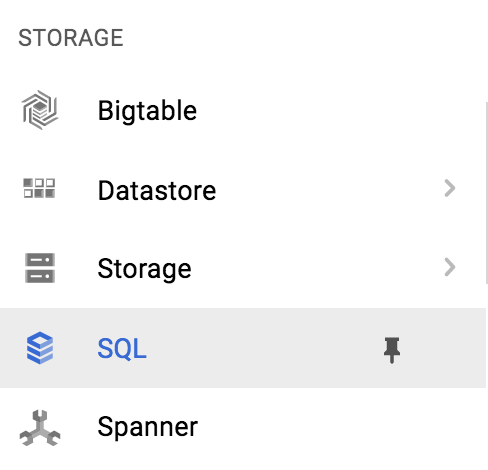 STORAGE
Bigtable
Datastore
Storage
SQL
Spanner